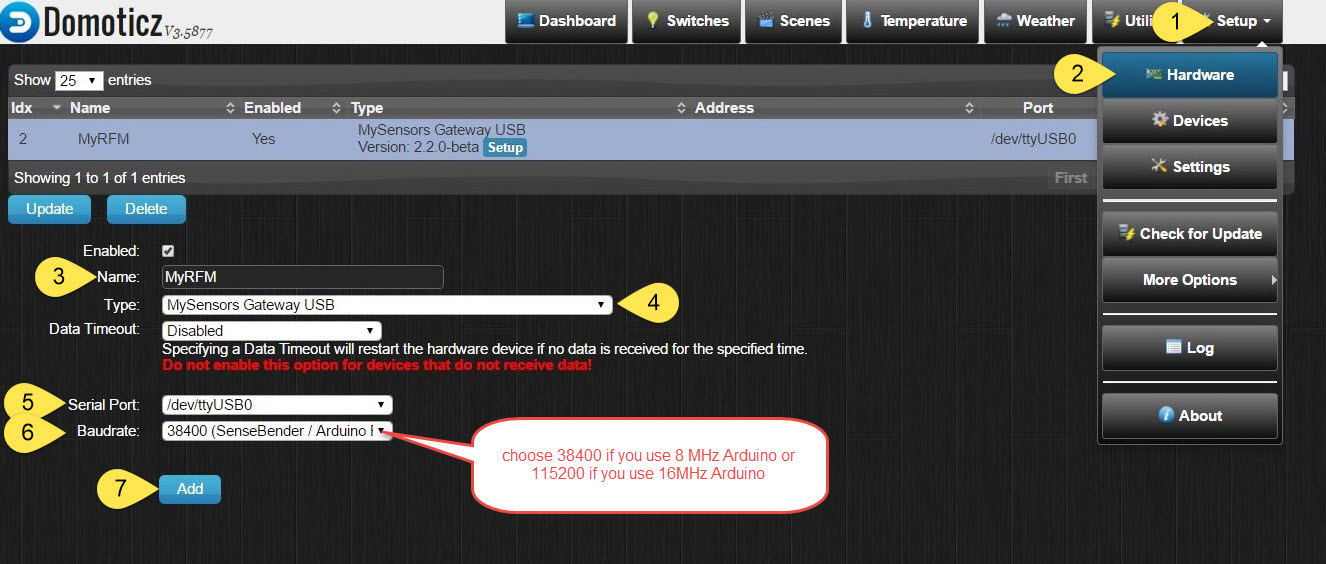 Domoticz V3.5877
Dashboard Switches Scenes Temperature Weather Utili 1 Setup
2 Hardware
Devices
Settings
Check for Update
More Options
Log
About
Show 25 entries
Idx Name Enabled Type Address Port
2 MyRFM Yes MySensors Gateway USB /dev/ttyUSB0
Version: 2.2.0-beta Setup
Showing 1 to 1 of 1 entries First
Update Delete
Enabled:
3 Name: MyRFM
Type: MySensors Gateway USB 4
Data Timeout: Disabled
Specifying a Data Timeout will restart the hardware device if no data is received for the specified time.
Do not enable this option for devices that do not receive data!
5 Serial Port: /dev/ttyUSB0
6 Baudrate: 38400 (SenseBender / Arduino
choose 38400 if you use 8 MHz Arduino or
115200 if you use 16MHz Arduino
7 Add